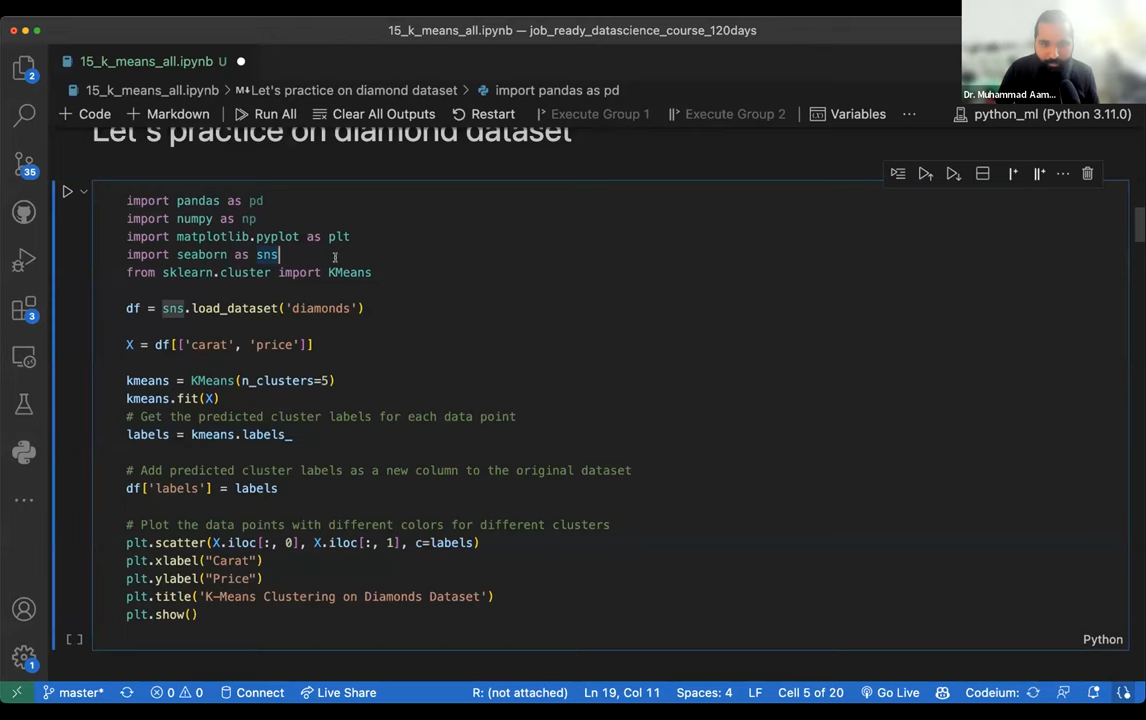 15_k_means_all.ipynb — job_ready_datascience_course_120days
15_k_means_all.ipynb U
15_k_means_all.ipynb > M↓Let's practice on diamond dataset > import pandas as pd
+ Code + Markdown Run All Clear All Outputs Restart Execute Group 1 Execute Group 2 Variables ... python_ml (Python 3.11.0)
Dr. Muhammad Aam...
Let's practice on diamond dataset
import pandas as pd
import numpy as np
import matplotlib.pyplot as plt
import seaborn as sns
from sklearn.cluster import KMeans
df = sns.load_dataset('diamonds')
X = df[['carat', 'price']]
kmeans = KMeans(n_clusters=5)
kmeans.fit(X)
# Get the predicted cluster labels for each data point
labels = kmeans.labels_
# Add predicted cluster labels as a new column to the original dataset
df['labels'] = labels
# Plot the data points with different colors for different clusters
plt.scatter(X.iloc[:, 0], X.iloc[:, 1], c=labels)
plt.xlabel("Carat")
plt.ylabel("Price")
plt.title('K-Means Clustering on Diamonds Dataset')
plt.show()
[ ]
Python
2
35
3
1
master* 0 0 Connect Live Share R: (not attached) Ln 19, Col 11 Spaces: 4 LF Cell 5 of 20 Go Live Codeium: